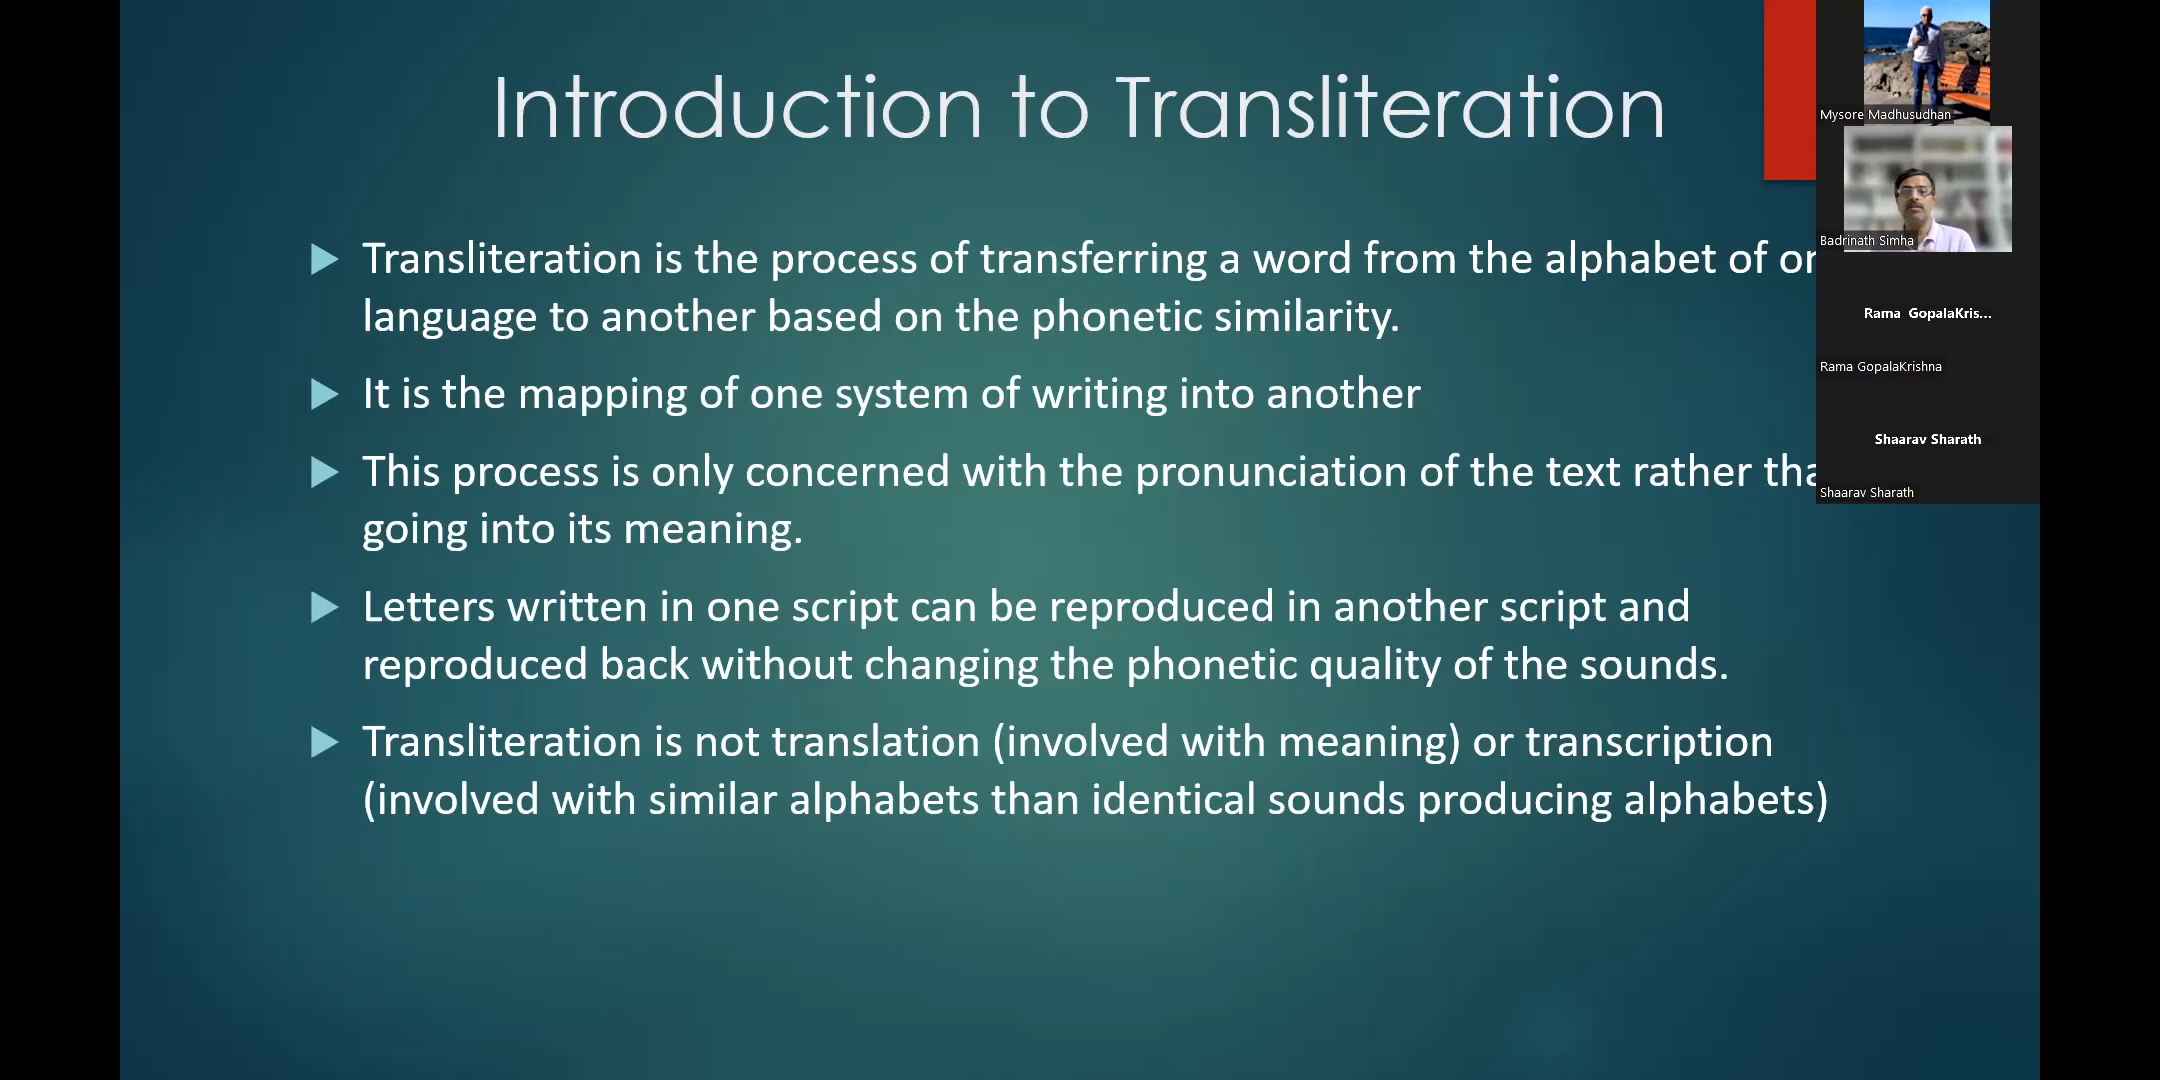 Introduction to Transliteration
Transliteration is the process of transferring a word from the alphabet of
language to another based on the phonetic similarity.
It is the mapping of one system of writing into another
This process is only concerned with the pronunciation of the text rather
going into its meaning.
Letters written in one script can be reproduced in another script and
reproduced back without changing the phonetic quality of the sounds.
Transliteration is not translation (involved with meaning) or transcription
(involved with similar alphabets than identical sounds producing alphabets)
Mysore Madhusudhan
Badrinath Simha
Rama GopalaKris...
Rama GopalaKrishna
Shaarav Sharath
Shaarav Sharath